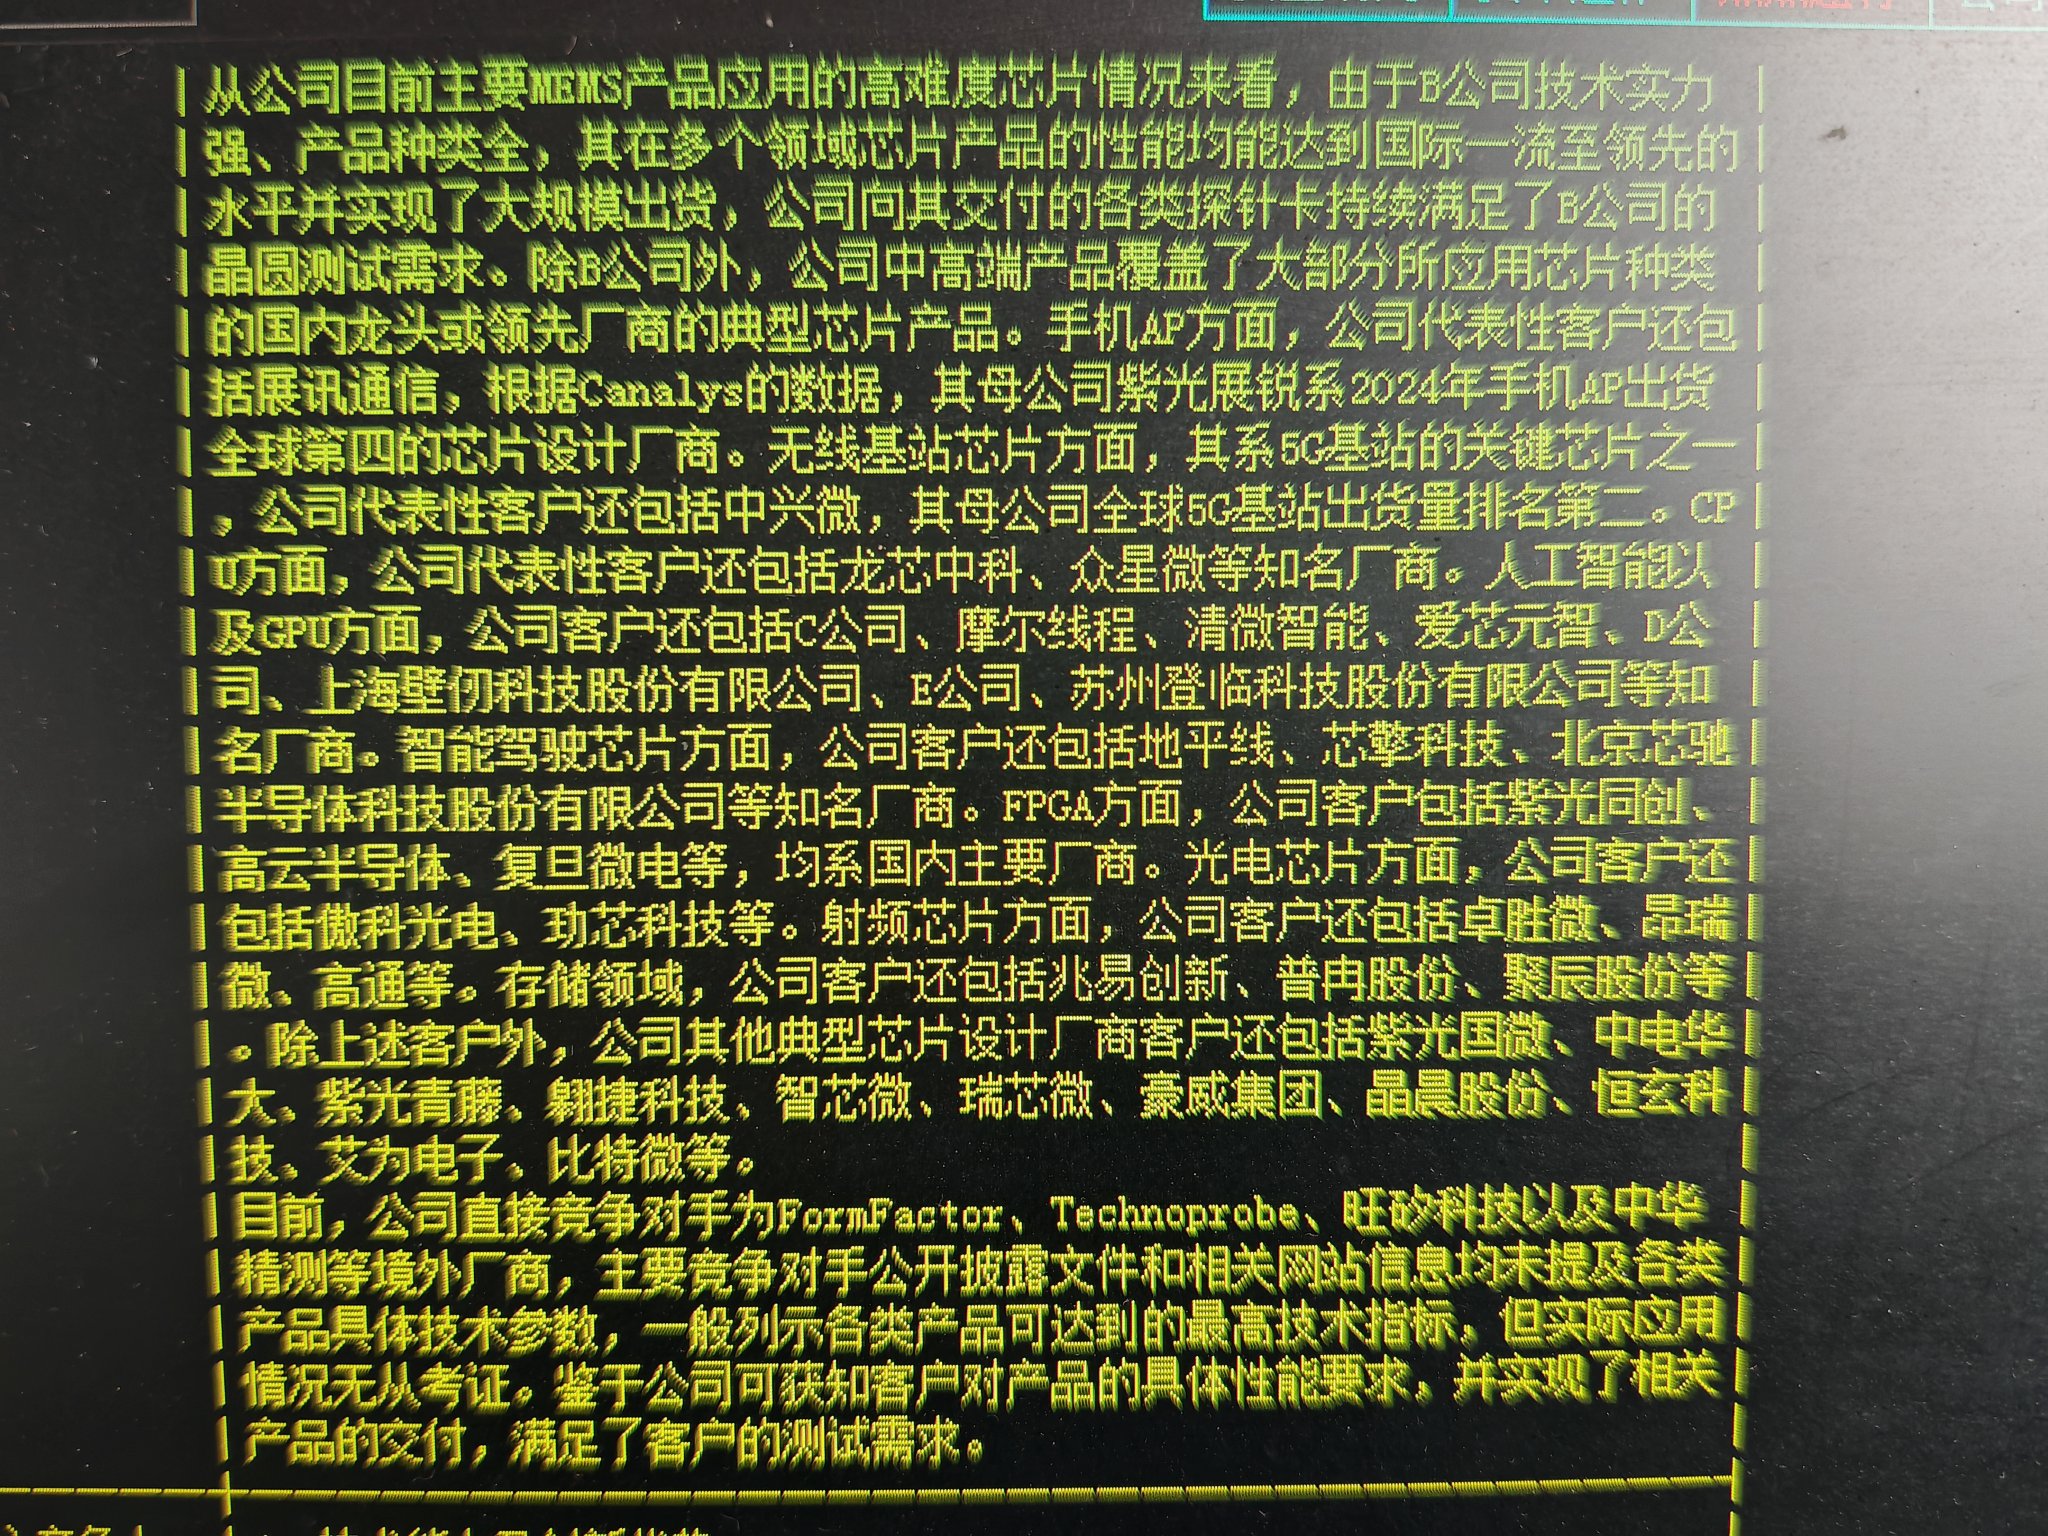 从公司目前主要MEMS产品应用的高难度芯片情况来看，由于B公司技术实力
强、产品种类全，其在多个领域芯片产品的性能均能达到国际一流至领先的
水平并实现了大规模出货，公司向其交付的各类探针卡持续满足了B公司的
晶圆测试需求。除B公司外，公司中高端产品覆盖了大部分所应用芯片种类
的国内龙头或领先厂商的典型芯片产品。手机AP方面，公司代表性客户还包
括展讯通信，根据Canalys的数据，其母公司紫光展锐系2024年手机AP出货
全球第四的芯片设计厂商。无线基站芯片方面，其系5G基站的关键芯片之一
，公司代表性客户还包括中兴微，其母公司全球5G基站出货量排名第二。CP
U方面，公司代表性客户还包括龙芯中科、众星微等知名厂商。人工智能以
及GPU方面，公司客户还包括C公司、摩尔线程、清微智能、爱芯元智、D公
司、上海壁仞科技股份有限公司、E公司、苏州登临科技股份有限公司等知
名厂商。智能驾驶芯片方面，公司客户还包括地平线、芯擎科技、北京芯驰
半导体科技股份有限公司等知名厂商。FPGA方面，公司客户包括紫光同创、
高云半导体、复旦微电等，均系国内主要厂商。光电芯片方面，公司客户还
包括傲科光电、玏芯科技等。射频芯片方面，公司客户还包括卓胜微、昂瑞
微、高通等。存储领域，公司客户还包括兆易创新、普冉股份、聚辰股份等
。除上述客户外，公司其他典型芯片设计厂商客户还包括紫光国微、中电华
大、紫光青藤、翱捷科技、智芯微、瑞芯微、豪威集团、晶晨股份、恒玄科
技、艾为电子、比特微等。
目前，公司直接竞争对手为FormFactor、Technoprobe、旺矽科技以及中华
精测等境外厂商，主要竞争对手公开披露文件和相关网站信息均未提及各类
产品具体技术参数，一般列示各类产品可达到的最高技术指标，但实际应用
情况无从考证。鉴于公司可获知客户对产品的具体性能要求，并实现了相关
产品的交付，满足了客户的测试需求。